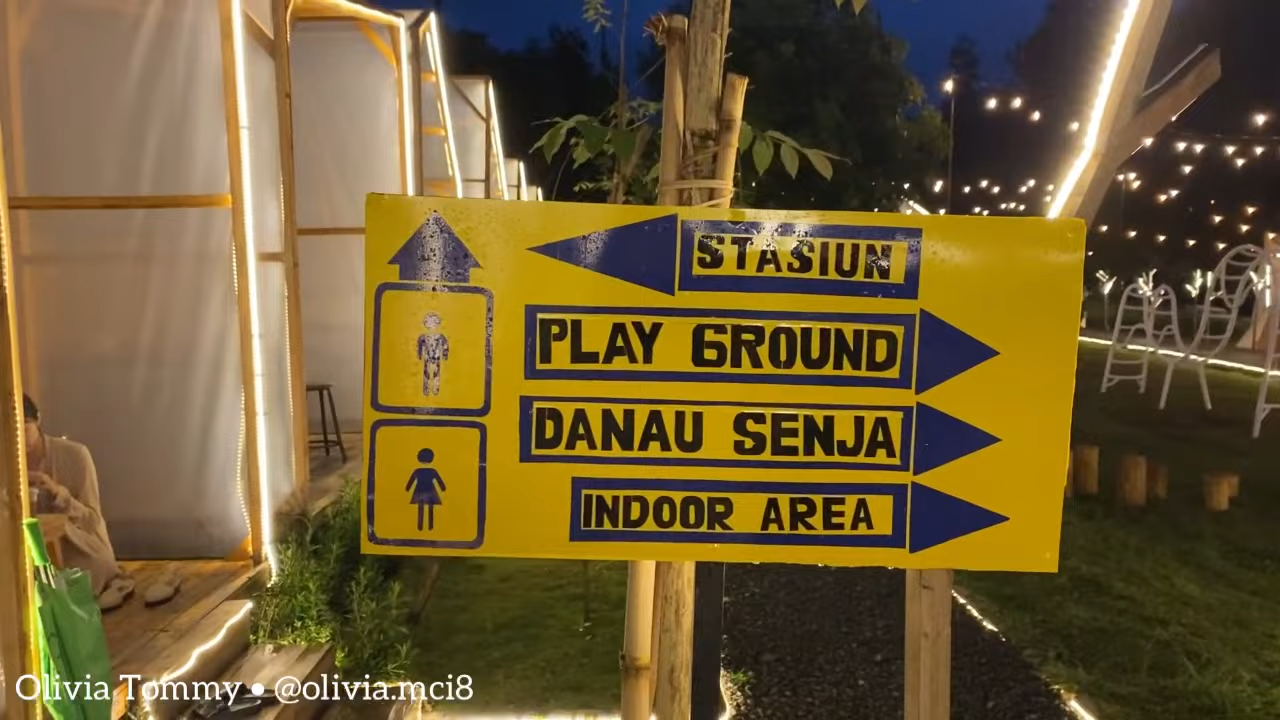 STASIUN
PLAY GROUND
DANAU SENJA
INDOOR AREA
Olivia Tommy • @olivia.mci8